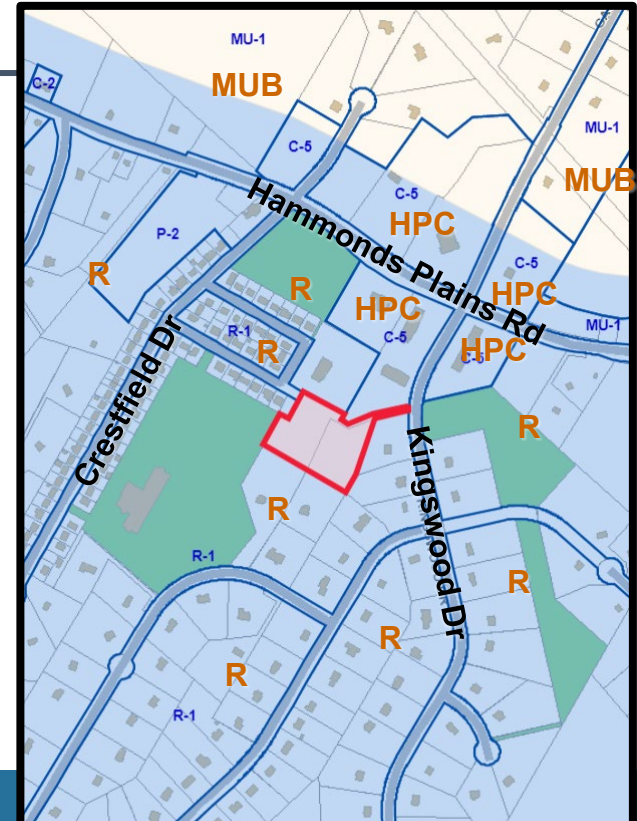 MU-1
MUB
C-2
C-5
MU-1
MUB
C-5
HPC
P-2
R
Hammonds Plains Rd
C-5
HPC
R
HPC
C-5
R-1
R
MU-1
HPC
Crestfield Dr
Kingswood Dr
R
R
R-1
R
R
R
R-1